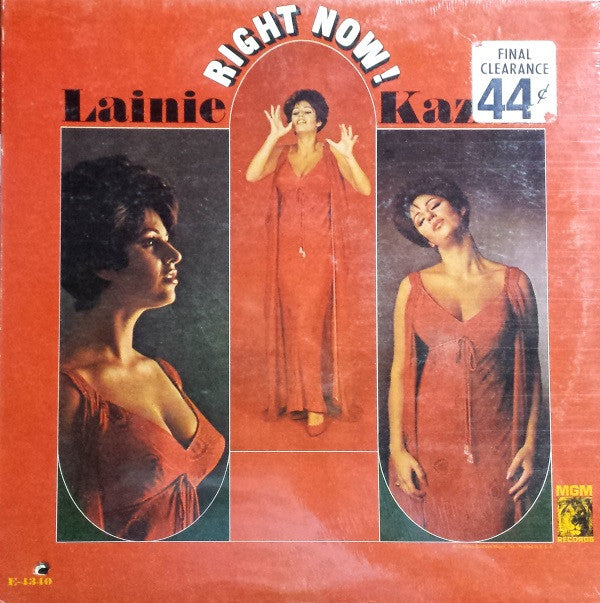 RIGHT NOW!
Lainie Kaz
FINAL
CLEARANCE
44¢
MGM
RECORDS
E-4340